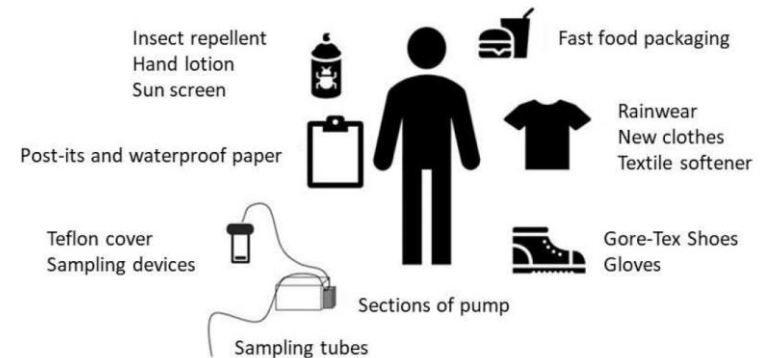 Insect repellent
Hand lotion
Sun screen
Fast food packaging
Post-its and waterproof paper
Rainwear
New clothes
Textile softener
Teflon cover
Sampling devices
Gore-Tex Shoes
Gloves
Sections of pump
Sampling tubes